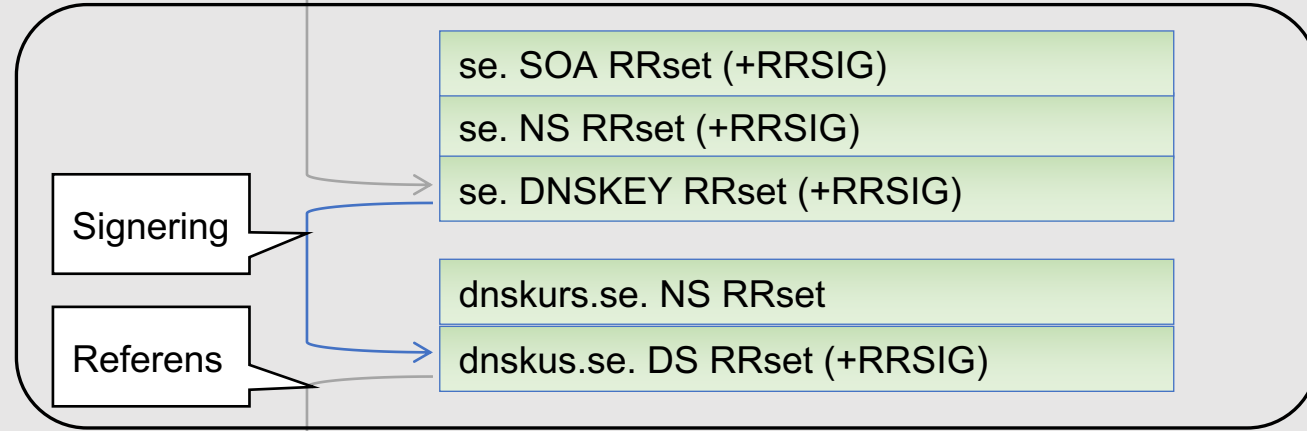 se. SOA RRset (+RRSIG)
se. NS RRset (+RRSIG)
se. DNSKEY RRset (+RRSIG)
Signering
dnskurs.se. NS RRset
Referens
dnskus.se. DS RRset (+RRSIG)